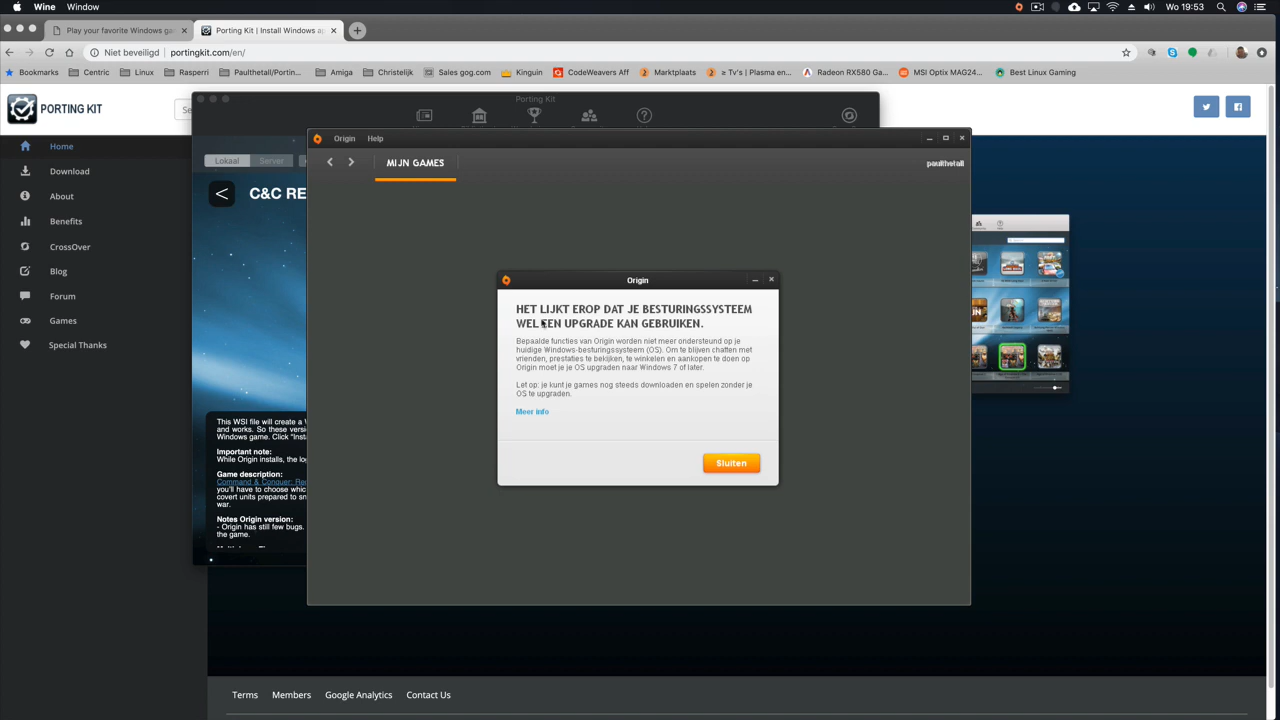 Wine Window
Wo 19:53
Play your favorite Windows ga
Porting Kit | Install Windows a
Niet beveiligd | portingkit.com/en/
Bookmarks Centric Linux Rasperri Paulthetall/Portin... Amiga Christelijk Sales gog.com Kinguin CodeWeavers Aff Marktplaats ≥ Tv's | Plasma en... Radeon RX580 Ga... MSI Optix MAG24... Best Linux Gaming
PORTING KIT
Se
Home
Download
About
Benefits
CrossOver
Blog
Forum
Games
Special Thanks
Porting Kit
Lokaal Server
< C&C RE
This WSI file will create a W
and works. So these versi
Windows game. Click "Inst
Important note:
While Origin installs, the lo
Game description:
Command & Conquer: Re
you'll have to choose whic
covert units prepared to sn
war.
Notes Origin version:
- Origin has still few bugs.
the game.
Origin Help
MIJN GAMES
paulthetall
Origin
HET LIJKT EROP DAT JE BESTURINGSSYSTEEM
WEL EEN UPGRADE KAN GEBRUIKEN.
Bepaalde functies van Origin worden niet meer ondersteund op je
huidige Windows-besturingssysteem (OS). Om te blijven chatten met
vrienden, prestaties te bekijken, te winkelen en aankopen te doen op
Origin moet je je OS upgraden naar Windows 7 of later.
Let op: je kunt je games nog steeds downloaden en spelen zonder je
OS te upgraden.
Meer info
Sluiten
Terms Members Google Analytics Contact Us